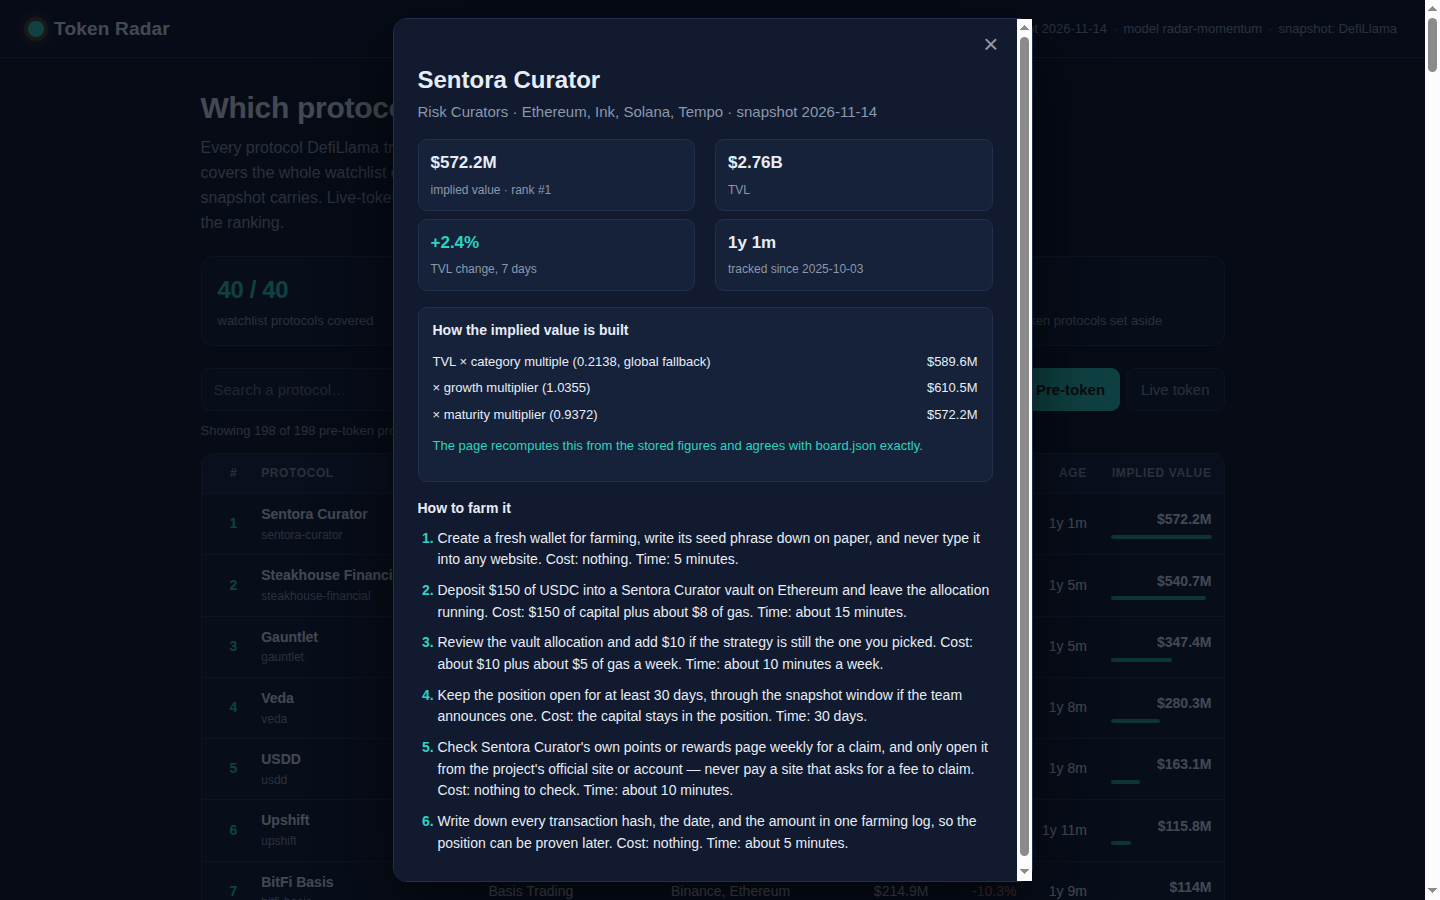 Token Radar
t 2026-11-14 · model radar-momentum · snapshot: DefiLlama
Which protoc
Every protocol DefiLlama tr
covers the whole watchlist
snapshot carries. Live-toke
the ranking.
40 / 40
watchlist protocols covered
en protocols set aside
Search a protocol...
Pre-token
Live token
Showing 198 of 198 pre-token pro
# PROTOCOL AGE IMPLIED VALUE
1 Sentora Curator 1y 1m $572.2M
sentora-curator
2 Steakhouse Financi 1y 5m $540.7M
steakhouse-financial
3 Gauntlet 1y 5m $347.4M
gauntlet
4 Veda 1y 8m $280.3M
veda
5 USDD 1y 8m $163.1M
usdd
6 Upshift 1y 11m $115.8M
upshift
7 BitFi Basis Basis Trading Binance, Ethereum $214.9M -10.3% 1y 9m $114M
✕
Sentora Curator
Risk Curators · Ethereum, Ink, Solana, Tempo · snapshot 2026-11-14
$572.2M
implied value · rank #1
$2.76B
TVL
+2.4%
TVL change, 7 days
1y 1m
tracked since 2025-10-03
How the implied value is built
TVL × category multiple (0.2138, global fallback) $589.6M
× growth multiplier (1.0355) $610.5M
× maturity multiplier (0.9372) $572.2M
The page recomputes this from the stored figures and agrees with board.json exactly.
How to farm it
1. Create a fresh wallet for farming, write its seed phrase down on paper, and never type it
into any website. Cost: nothing. Time: 5 minutes.
2. Deposit $150 of USDC into a Sentora Curator vault on Ethereum and leave the allocation
running. Cost: $150 of capital plus about $8 of gas. Time: about 15 minutes.
3. Review the vault allocation and add $10 if the strategy is still the one you picked. Cost:
about $10 plus about $5 of gas a week. Time: about 10 minutes a week.
4. Keep the position open for at least 30 days, through the snapshot window if the team
announces one. Cost: the capital stays in the position. Time: 30 days.
5. Check Sentora Curator's own points or rewards page weekly for a claim, and only open it
from the project's official site or account — never pay a site that asks for a fee to claim.
Cost: nothing to check. Time: about 10 minutes.
6. Write down every transaction hash, the date, and the amount in one farming log, so the
position can be proven later. Cost: nothing. Time: about 5 minutes.